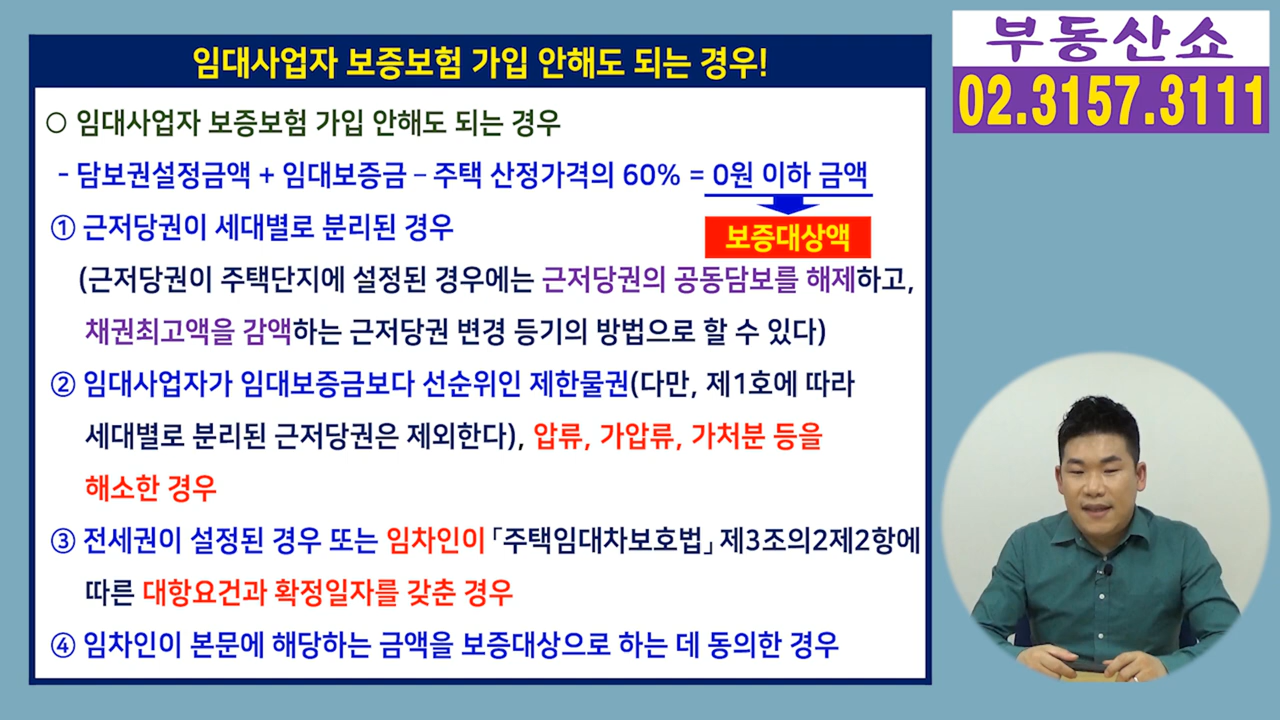 임대사업자 보증보험 가입 안해도 되는 경우!
부동산쇼
02.3157.3111
○ 임대사업자 보증보험 가입 안해도 되는 경우
- 담보권설정금액 + 임대보증금 – 주택 산정가격의 60% = 0원 이하 금액
보증대상액
① 근저당권이 세대별로 분리된 경우
(근저당권이 주택단지에 설정된 경우에는 근저당권의 공동담보를 해제하고,
채권최고액을 감액하는 근저당권 변경 등기의 방법으로 할 수 있다)
② 임대사업자가 임대보증금보다 선순위인 제한물권(다만, 제1호에 따라
세대별로 분리된 근저당권은 제외한다), 압류, 가압류, 가처분 등을
해소한 경우
③ 전세권이 설정된 경우 또는 임차인이 「주택임대차보호법」 제3조의2제2항에
따른 대항요건과 확정일자를 갖춘 경우
④ 임차인이 본문에 해당하는 금액을 보증대상으로 하는 데 동의한 경우